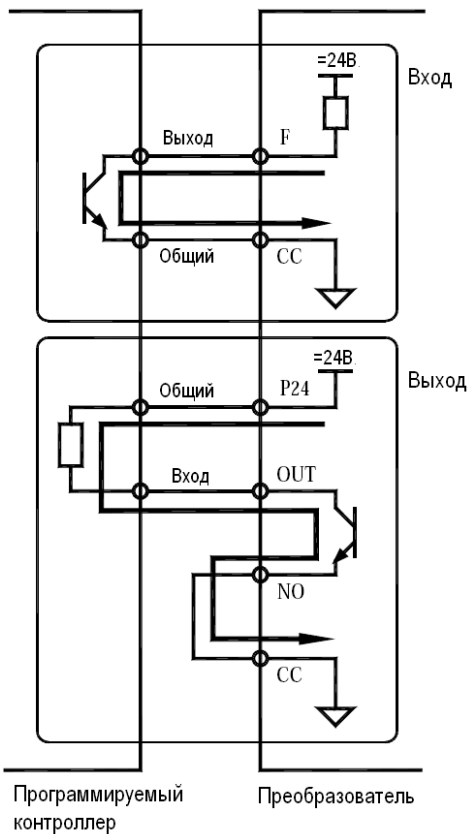 =24В
Вход
Выход
F
Общий
CC
=24В
Общий
P24
Выход
Вход
OUT
NO
CC
Программируемый
контроллер
Преобразователь